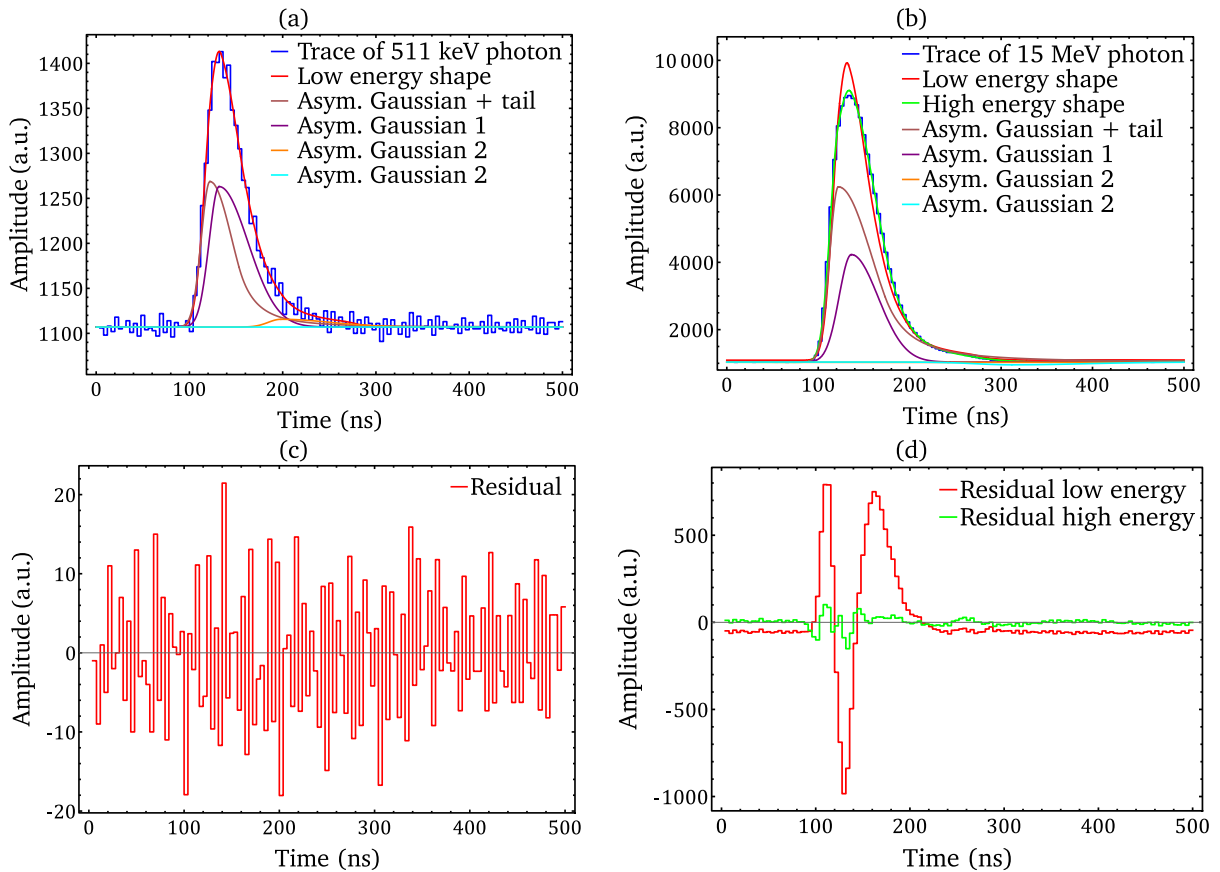 (a)
Trace of 511 keV photon
Low energy shape
Asym. Gaussian + tail
Asym. Gaussian 1
Asym. Gaussian 2
Asym. Gaussian 2
1400
1350
1300
1250
1200
1150
1100
Amplitude (a.u.)
0 100 200 300 400 500
Time (ns)
(b)
Trace of 15 MeV photon
Low energy shape
High energy shape
Asym. Gaussian + tail
Asym. Gaussian 1
Asym. Gaussian 2
Asym. Gaussian 2
10 000
8000
6000
4000
2000
Amplitude (a.u.)
0 100 200 300 400 500
Time (ns)
(c)
Residual
20
10
0
-10
-20
Amplitude (a.u.)
0 100 200 300 400 500
Time (ns)
(d)
Residual low energy
Residual high energy
500
0
-500
-1000
Amplitude (a.u.)
0 100 200 300 400 500
Time (ns)